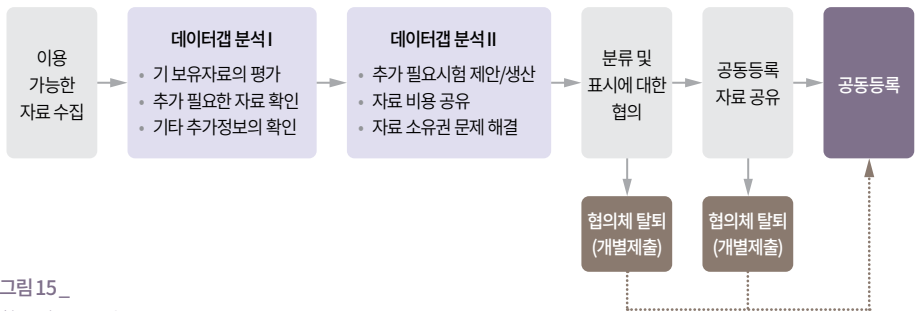 이용
가능한
자료 수집
데이터갭 분석 I
• 기 보유자료의 평가
• 추가 필요한 자료 확인
• 기타 추가정보의 확인
데이터갭 분석 II
• 추가 필요시험 제안/생산
• 자료 비용 공유
• 자료 소유권 문제 해결
분류 및
표시에 대한
협의
공동등록
자료 공유
공동등록
협의체 탈퇴
(개별제출)
협의체 탈퇴
(개별제출)
그림 15 _